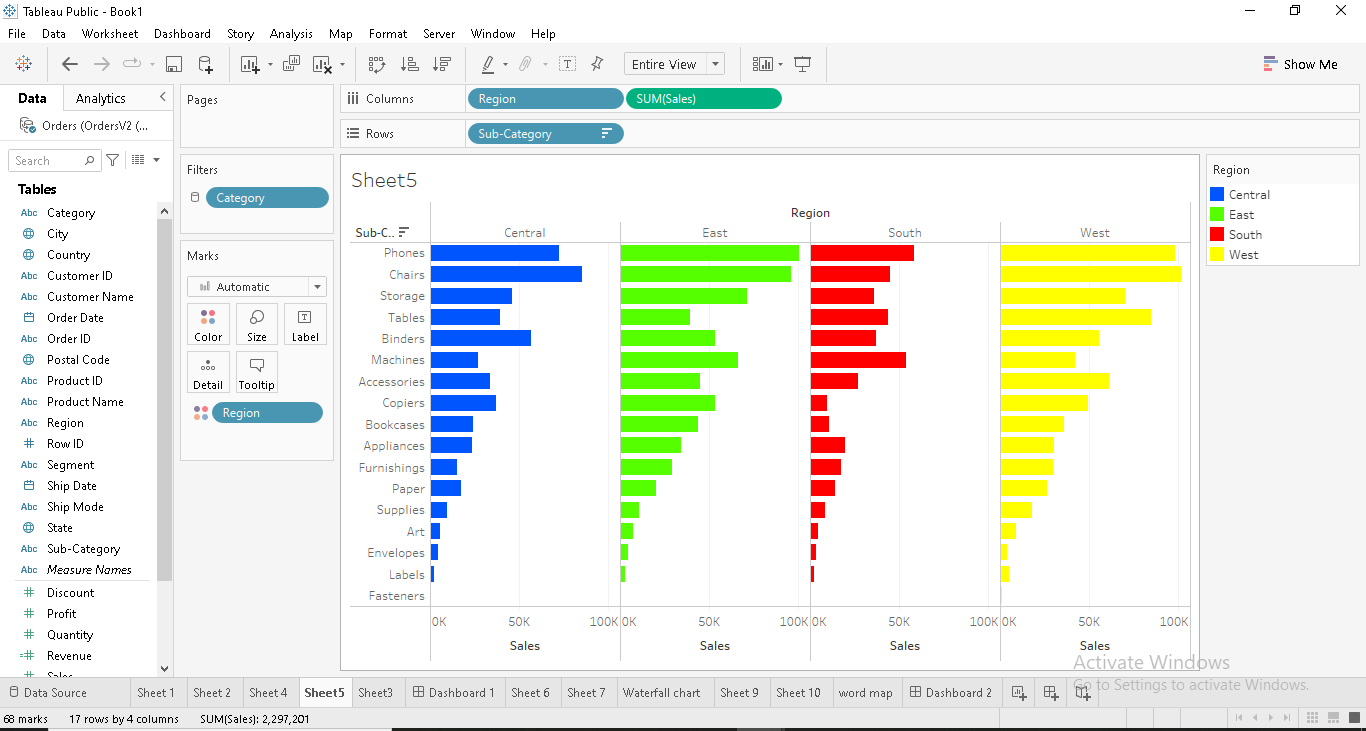 Tableau Public - Book1
File Data Worksheet Dashboard Story Analysis Map Format Server Window Help
Entire View
Show Me
Data Analytics
Orders (OrdersV2 (...
Search
Tables
Abc Category
City
Country
Abc Customer ID
Abc Customer Name
Order Date
Abc Order ID
Postal Code
Abc Product ID
Abc Product Name
Abc Region
Row ID
Abc Segment
Ship Date
Abc Ship Mode
State
Abc Sub-Category
Abc Measure Names
Discount
Profit
Quantity
Revenue
Sales
Pages
Filters
Category
Marks
Automatic
Color Size Label
Detail Tooltip
Region
Columns Region SUM(Sales)
Rows Sub-Category
Sheet5
Region
Sub-C.. Central East South West
Phones
Chairs
Storage
Tables
Binders
Machines
Accessories
Copiers
Bookcases
Appliances
Furnishings
Paper
Supplies
Art
Envelopes
Labels
Fasteners
0K 50K 100K 0K 50K 100K 0K 50K 100K 0K 50K 100K
Sales Sales Sales Sales
Region
Central
East
South
West
Activate Windows
Go to Settings to activate Windows.
Data Source Sheet 1 Sheet 2 Sheet 4 Sheet5 Sheet3 Dashboard 1 Sheet 6 Sheet 7 Waterfall chart Sheet 9 Sheet 10 word map Dashboard 2
68 marks 17 rows by 4 columns SUM(Sales): 2,297,201